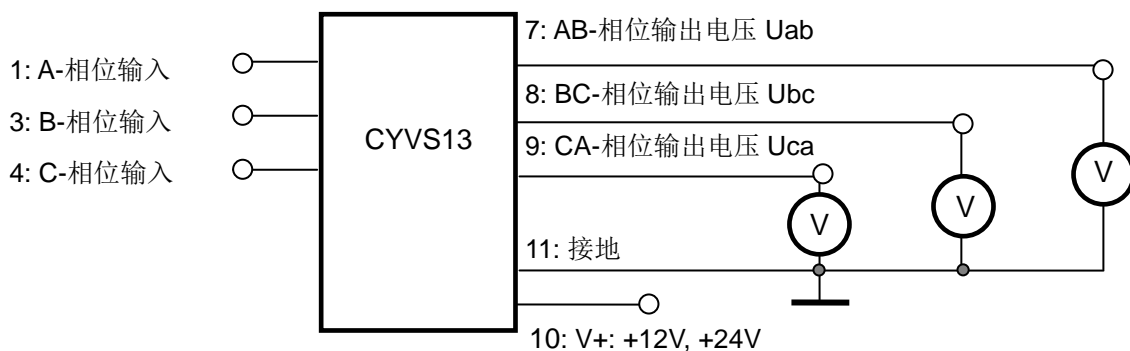 7: AB-相位输出电压 Uab
1: A-相位输入
8: BC-相位输出电压 Ubc
3: B-相位输入
CYVS13
9: CA-相位输出电压 Uca
4: C-相位输入
V
V
V
11: 接地
10: V+: +12V, +24V